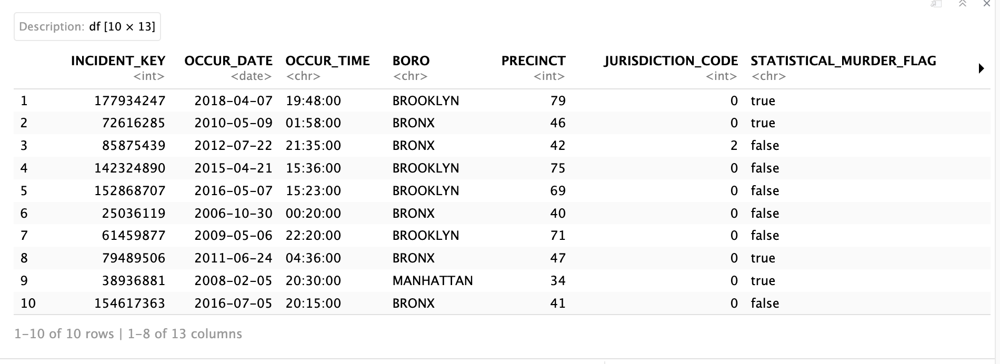 Description: df [10 × 13]
INCIDENT_KEY OCCUR_DATE OCCUR_TIME BORO PRECINCT JURISDICTION_CODE STATISTICAL_MURDER_FLAG
<int> <date> <chr> <chr> <int> <int> <chr>
1 177934247 2018-04-07 19:48:00 BROOKLYN 79 0 true
2 72616285 2010-05-09 01:58:00 BRONX 46 0 true
3 85875439 2012-07-22 21:35:00 BRONX 42 2 false
4 142324890 2015-04-21 15:36:00 BROOKLYN 75 0 false
5 152868707 2016-05-07 15:23:00 BROOKLYN 69 0 false
6 25036119 2006-10-30 00:20:00 BRONX 40 0 false
7 61459877 2009-05-06 22:20:00 BROOKLYN 71 0 false
8 79489506 2011-06-24 04:36:00 BRONX 47 0 true
9 38936881 2008-02-05 20:30:00 MANHATTAN 34 0 true
10 154617363 2016-07-05 20:15:00 BRONX 41 0 false
1-10 of 10 rows | 1-8 of 13 columns